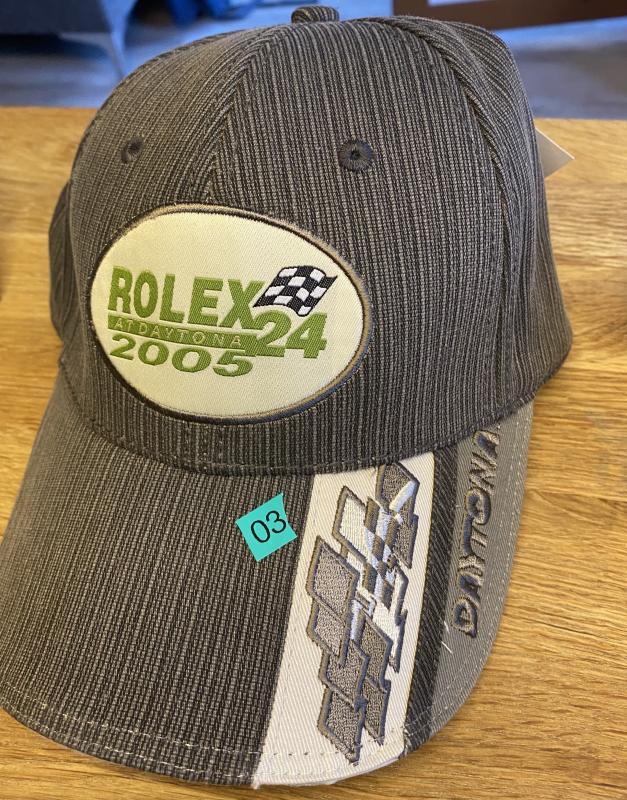 ROLEX
AT DAYTONA 24
2005
03
DAYTONA